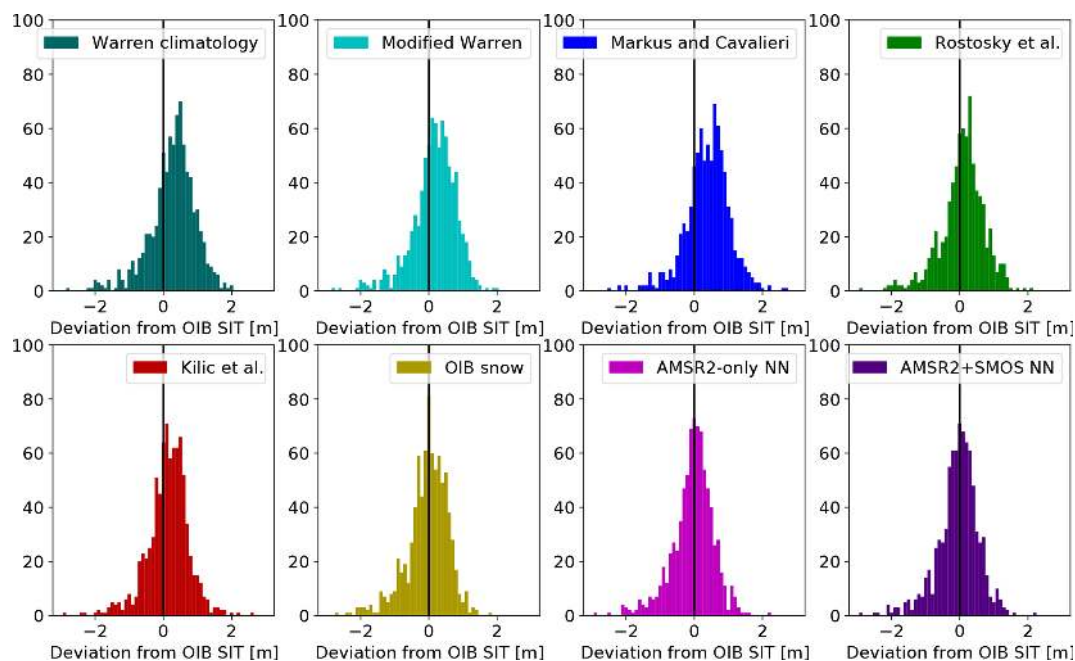 100 100 100 100
Warren climatology Modified Warren Markus and Cavalieri Rostosky et al.
80 80 80 80
60 60 60 60
40 40 40 40
20 20 20 20
0 0 0 0
−2 0 2 −2 0 2 −2 0 2 −2 0 2
Deviation from OIB SIT [m] Deviation from OIB SIT [m] Deviation from OIB SIT [m] Deviation from OIB SIT [m]
100 100 100 100
Kilic et al. OIB snow AMSR2-only NN AMSR2+SMOS NN
80 80 80 80
60 60 60 60
40 40 40 40
20 20 20 20
0 0 0 0
−2 0 2 −2 0 2 −2 0 2 −2 0 2
Deviation from OIB SIT [m] Deviation from OIB SIT [m] Deviation from OIB SIT [m] Deviation from OIB SIT [m]